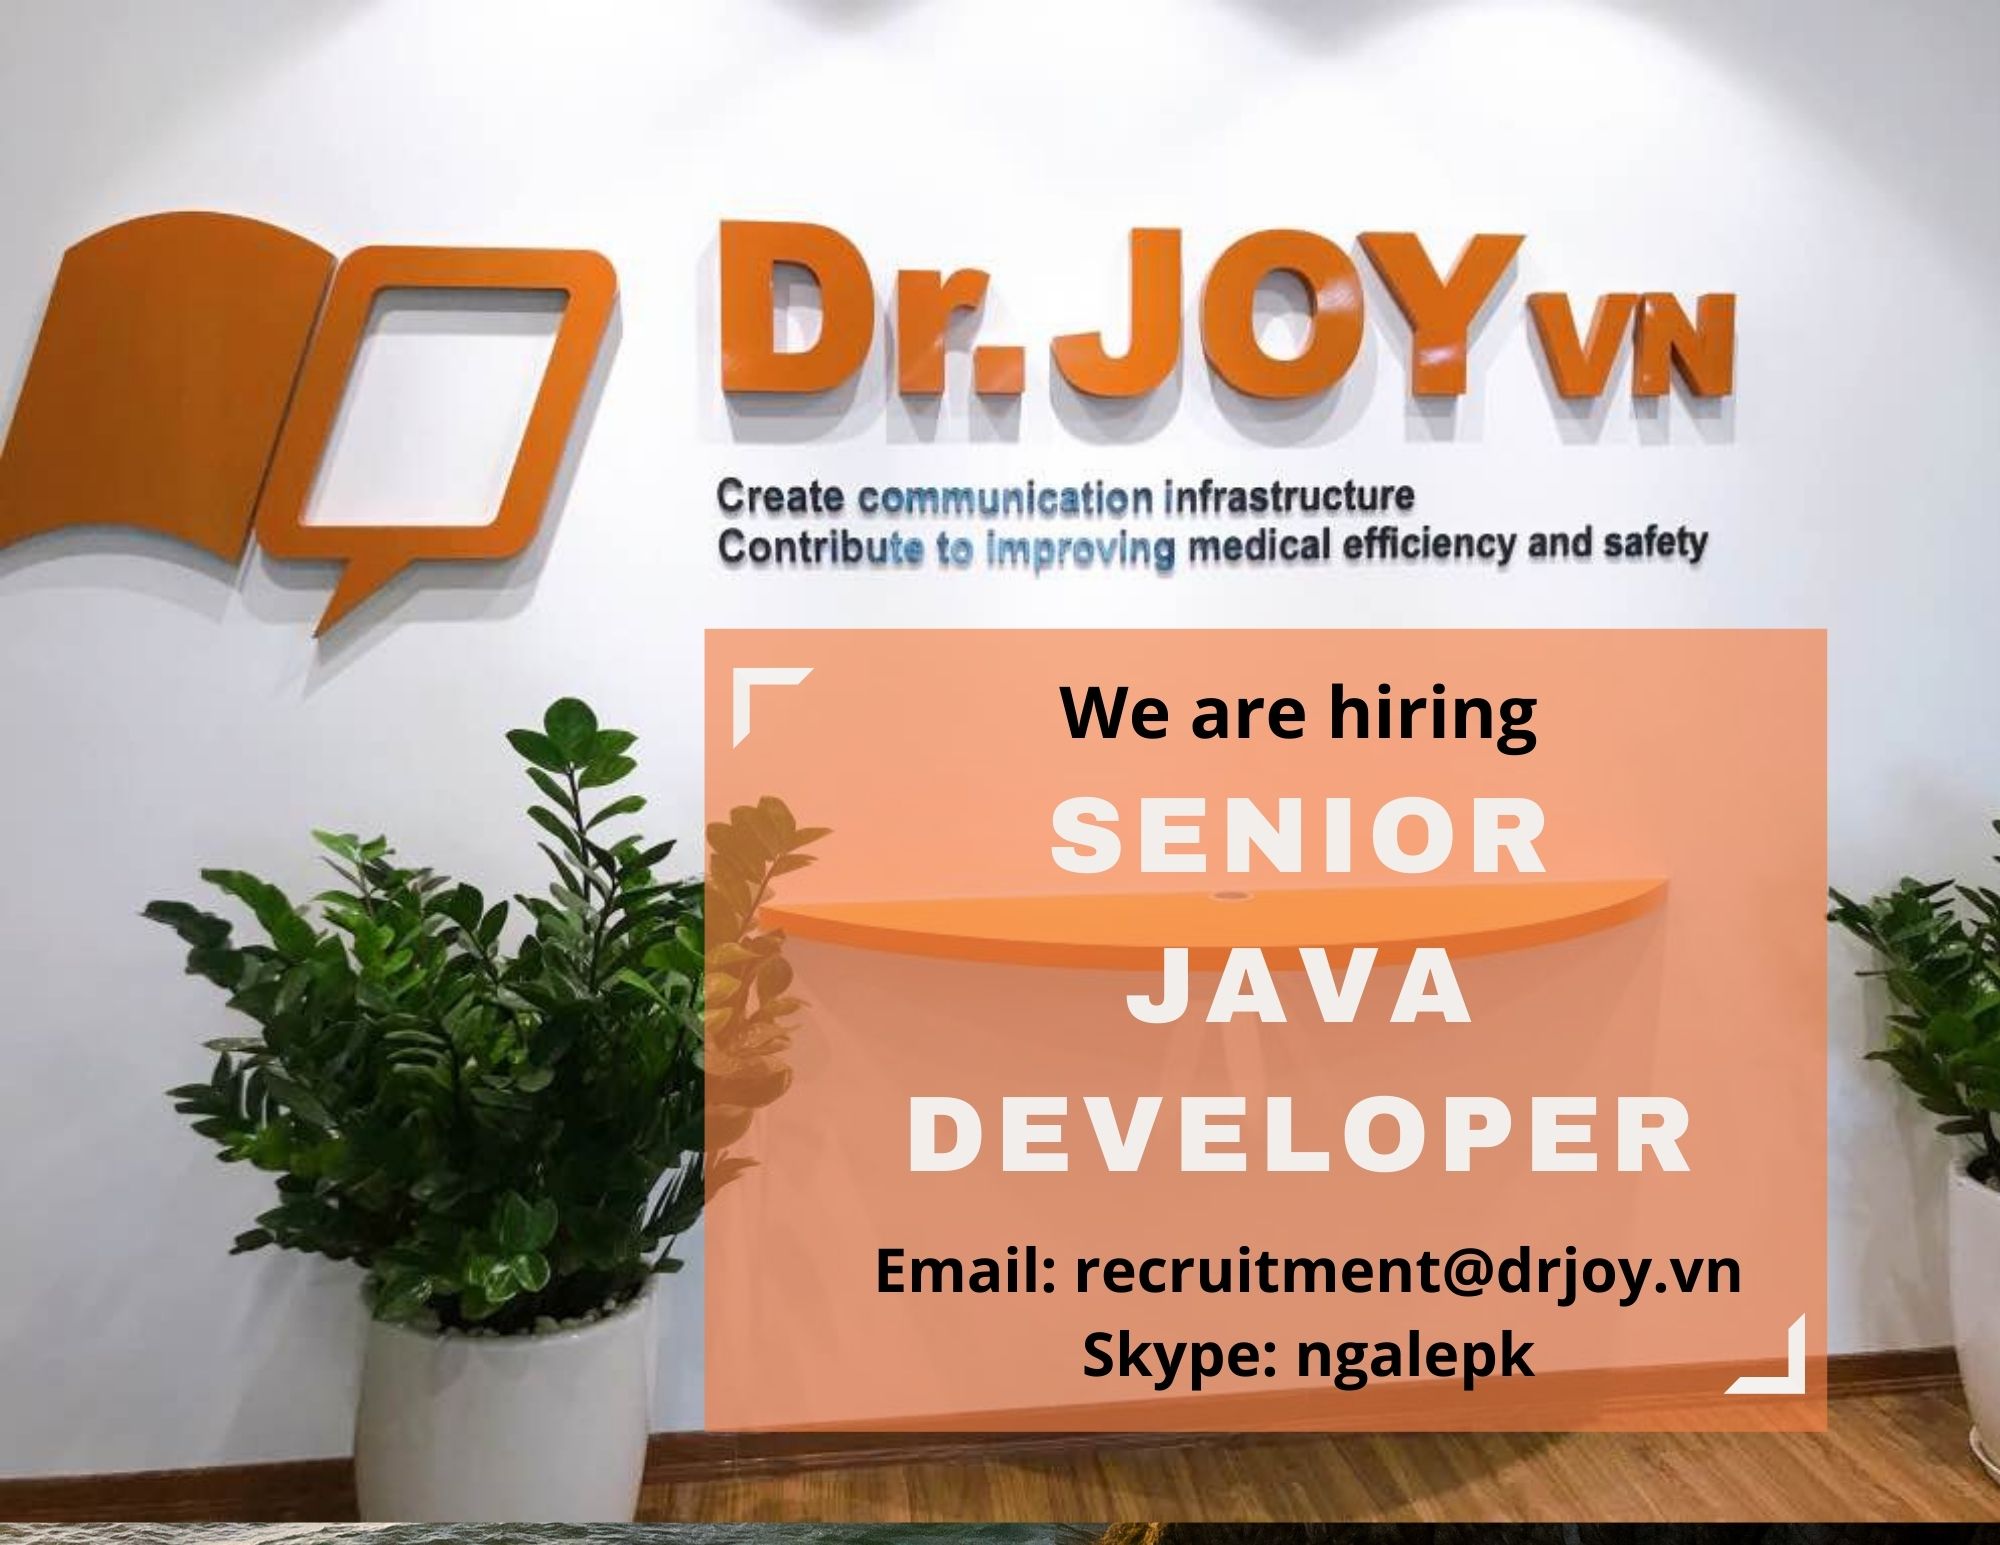 Dr.JOY VN
Create communication infrastructure
Contribute to improving medical efficiency and safety
We are hiring
SENIOR
JAVA
DEVELOPER
Email: recruitment@drjoy.vn
Skype: ngalepk